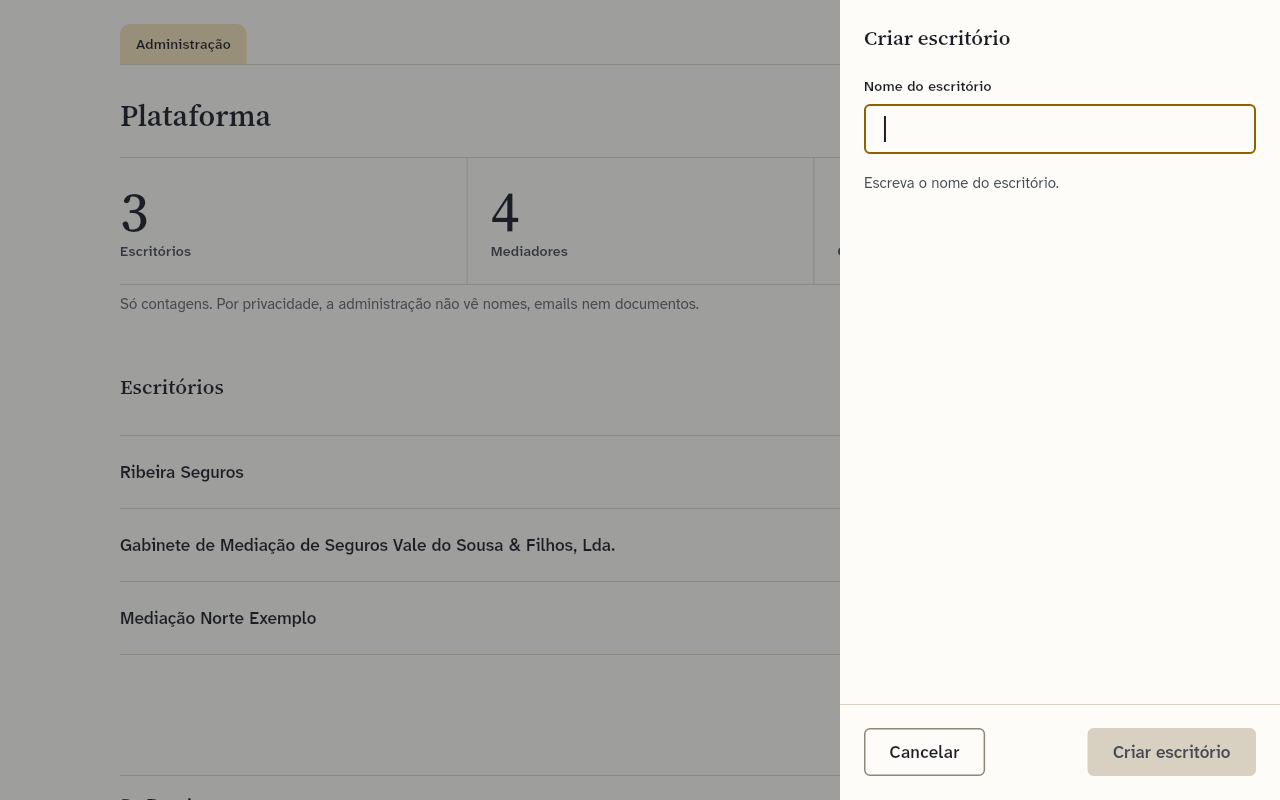 Administração
Plataforma
3
Escritórios
4
Mediadores
Só contagens. Por privacidade, a administração não vê nomes, emails nem documentos.
Escritórios
Ribeira Seguros
Gabinete de Mediação de Seguros Vale do Sousa & Filhos, Lda.
Mediação Norte Exemplo
Criar escritório
Nome do escritório
Escreva o nome do escritório.
Cancelar
Criar escritório